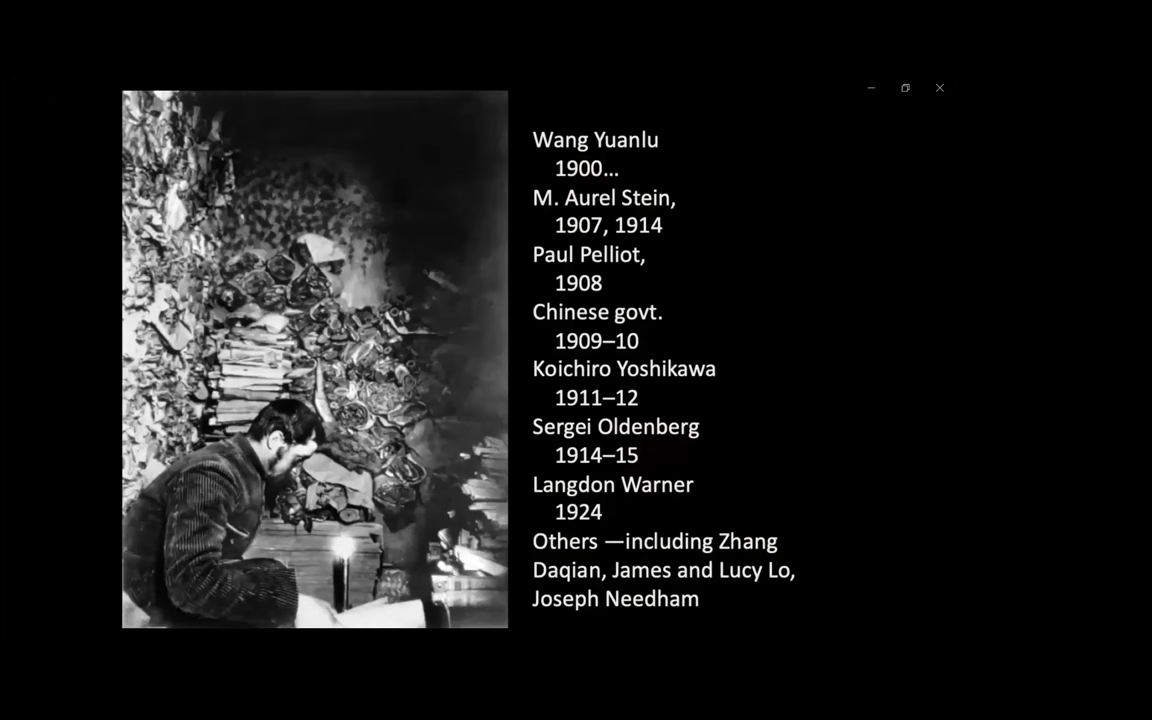 Wang Yuanlu
1900...
M. Aurel Stein,
1907, 1914
Paul Pelliot,
1908
Chinese govt.
1909–10
Koichiro Yoshikawa
1911–12
Sergei Oldenberg
1914–15
Langdon Warner
1924
Others —including Zhang
Daqian, James and Lucy Lo,
Joseph Needham